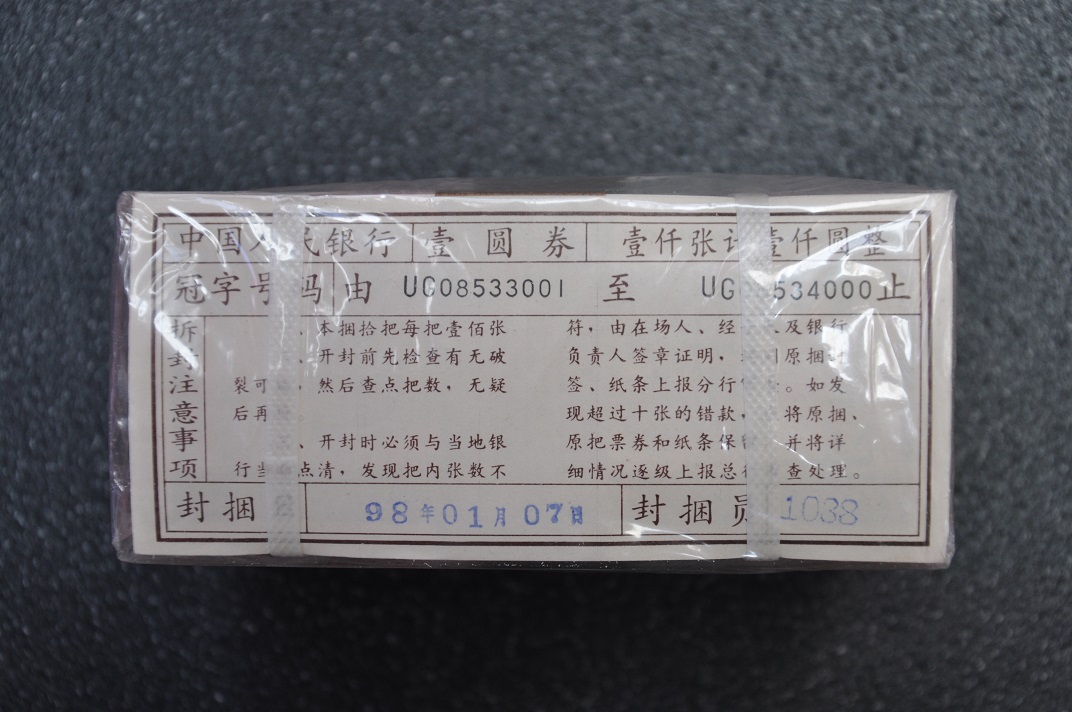 中国人民银行 壹圆券 壹仟张计壹仟圆整
冠字号码 由 UG08533001 至 UG 534000 止
拆封注意事项
、本捆拾把每把壹佰张
、开封前先检查有无破
裂可 ，然后查点把数，无疑
后再 。
、开封时必须与当地银
行当 点清，发现把内张数不
符，由在场人、经 人及银行
负责人签章证明， 同原捆封
签、纸条上报分行 。如发
现超过十张的错款， 将原捆、
原把票券和纸条保 并将详
细情况逐级上报总行 查处理。
封捆 98年01月07日 封捆员 1038